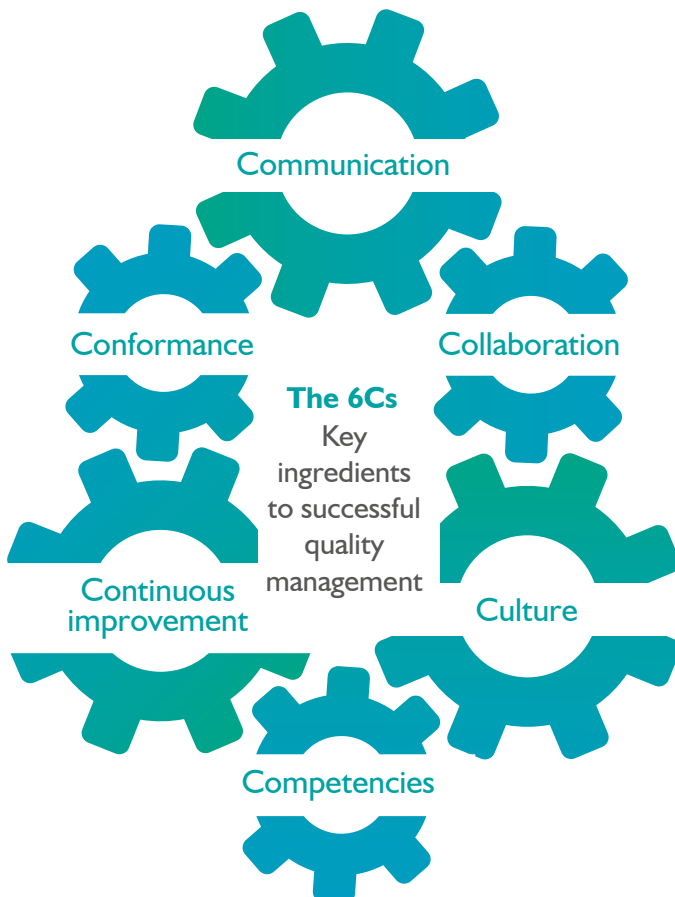 Communication
Conformance
Collaboration
The 6Cs
Key
ingredients
to successful
quality
management
Continuous
improvement
Culture
Competencies